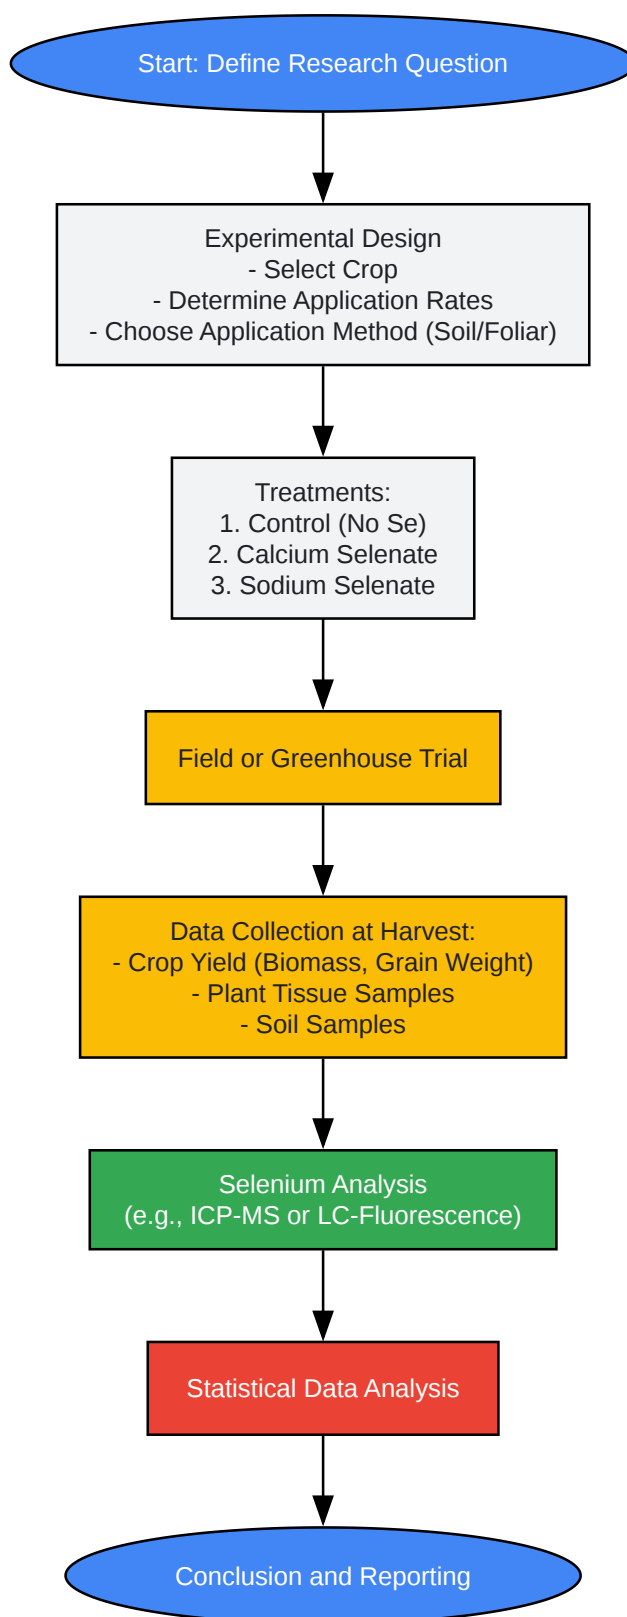 Start: Define Research Question
Experimental Design
- Select Crop
- Determine Application Rates
- Choose Application Method (Soil/Foliar)
Treatments:
1. Control (No Se)
2. Calcium Selenate
3. Sodium Selenate
Field or Greenhouse Trial
Data Collection at Harvest:
- Crop Yield (Biomass, Grain Weight)
- Plant Tissue Samples
- Soil Samples
Selenium Analysis
(e.g., ICP-MS or LC-Fluorescence)
Statistical Data Analysis
Conclusion and Reporting